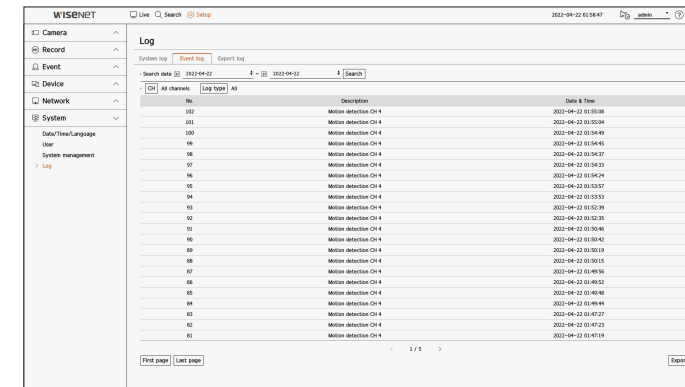 WISENET Live Search Setup 2022-04-22 01:58:47 admin ?
Camera
Record
Event
Device
Network
System
Date/Time/Language
User
System management
> Log
Log
System log Event log Export log
- Search date 2022-04-22 ~ 2022-04-22 Search
- CH All channels Log type All
No. Description Date & Time
102 Motion detection CH 4 2022-04-22 01:55:08
101 Motion detection CH 4 2022-04-22 01:55:04
100 Motion detection CH 4 2022-04-22 01:54:49
99 Motion detection CH 4 2022-04-22 01:54:45
98 Motion detection CH 4 2022-04-22 01:54:37
97 Motion detection CH 4 2022-04-22 01:54:33
96 Motion detection CH 4 2022-04-22 01:54:24
95 Motion detection CH 4 2022-04-22 01:53:57
94 Motion detection CH 4 2022-04-22 01:53:53
93 Motion detection CH 4 2022-04-22 01:52:39
92 Motion detection CH 4 2022-04-22 01:52:35
91 Motion detection CH 4 2022-04-22 01:50:46
90 Motion detection CH 4 2022-04-22 01:50:42
89 Motion detection CH 4 2022-04-22 01:50:19
88 Motion detection CH 4 2022-04-22 01:50:15
87 Motion detection CH 4 2022-04-22 01:49:56
86 Motion detection CH 4 2022-04-22 01:49:52
85 Motion detection CH 4 2022-04-22 01:49:48
84 Motion detection CH 4 2022-04-22 01:49:44
83 Motion detection CH 4 2022-04-22 01:47:27
82 Motion detection CH 4 2022-04-22 01:47:23
81 Motion detection CH 4 2022-04-22 01:47:19
< 1 / 5 >
First page Last page Expor